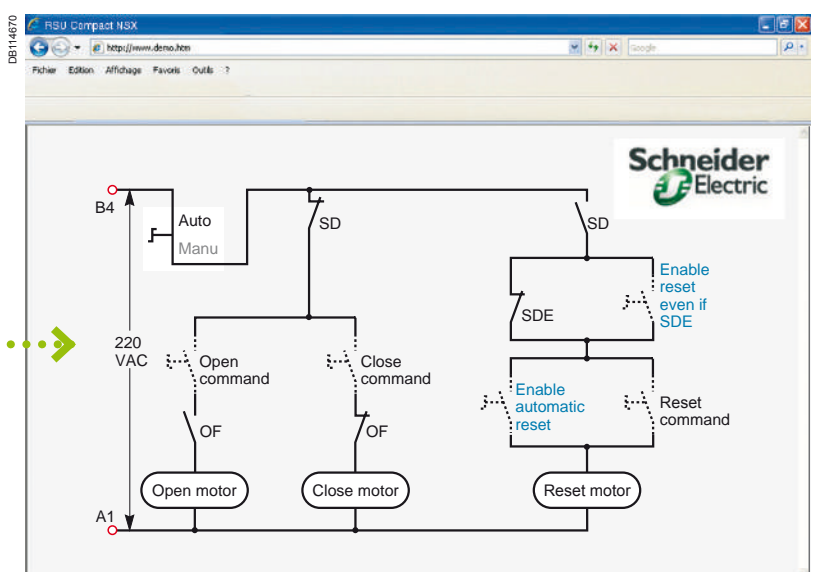 DB114670
RSU Compact NSX
http://www.demo.htm
Google
Fichier Edition Affichage Favoris Outils ?
Schneider
Electric
B4
Auto
Manu
SD
SD
Enable
reset
even if
SDE
SDE
220
VAC
Open
command
Close
command
Enable
automatic
reset
Reset
command
OF
OF
Open motor
Close motor
Reset motor
A1